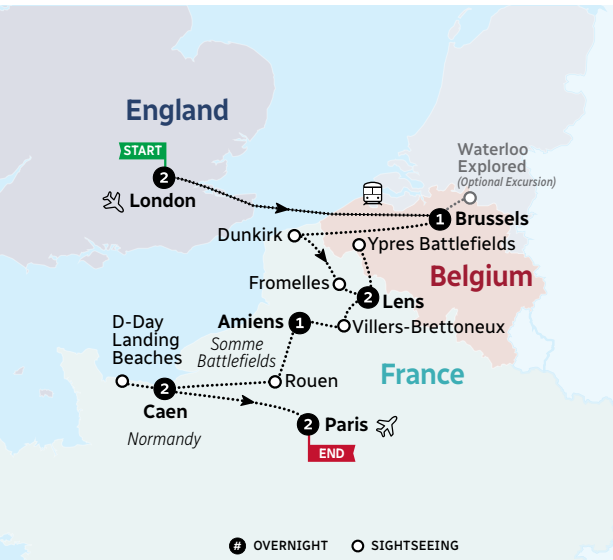 England
START
2
London
Waterloo
Explored
(Optional Excursion)
1 Brussels
Dunkirk
Ypres Battlefields
Belgium
Fromelles
2 Lens
Amiens 1
Villers-Brettoneux
Somme
Battlefields
D-Day
Landing
Beaches
Rouen
France
2
Caen
Normandy
2 Paris
END
# OVERNIGHT
SIGHTSEEING